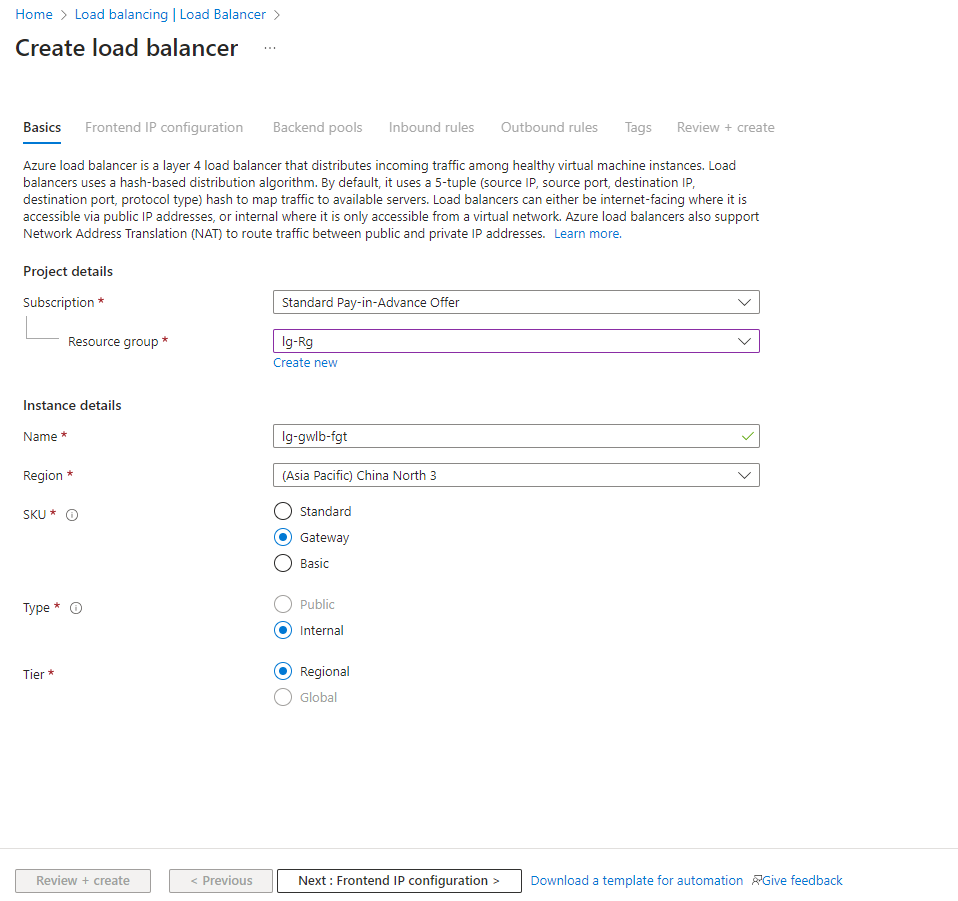 Home > Load balancing | Load Balancer >
Create load balancer ...
Basics Frontend IP configuration Backend pools Inbound rules Outbound rules Tags Review + create
Azure load balancer is a layer 4 load balancer that distributes incoming traffic among healthy virtual machine instances. Load
balancers uses a hash-based distribution algorithm. By default, it uses a 5-tuple (source IP, source port, destination IP,
destination port, protocol type) hash to map traffic to available servers. Load balancers can either be internet-facing where it is
accessible via public IP addresses, or internal where it is only accessible from a virtual network. Azure load balancers also support
Network Address Translation (NAT) to route traffic between public and private IP addresses. Learn more.
Project details
Subscription * Standard Pay-in-Advance Offer
Resource group * lg-Rg
Create new
Instance details
Name * lg-gwlb-fgt
Region * (Asia Pacific) China North 3
SKU * Standard
Gateway
Basic
Type * Public
Internal
Tier * Regional
Global
Review + create < Previous Next : Frontend IP configuration > Download a template for automation Give feedback